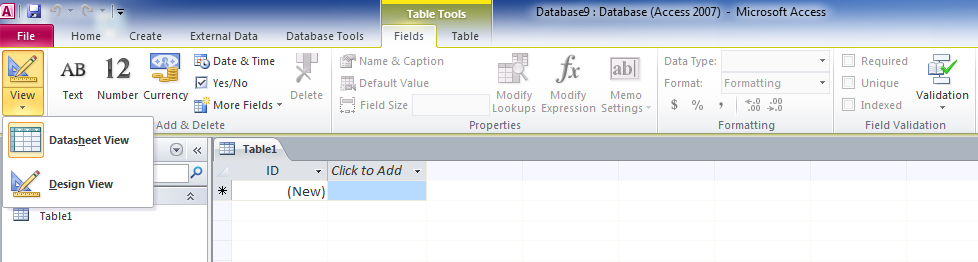 Table Tools
Database9 : Database (Access 2007) - Microsoft Access
File Home Create External Data Database Tools Fields Table
View
AB
Text
12
Number
Currency
Date & Time
Yes/No
More Fields
Delete
Add & Delete
Name & Caption
Default Value
Field Size
Modify Lookups
fx
Modify Expression
ab
Memo Settings
Properties
Data Type:
Format: Formatting
$ % , .0 .00 .00 .0
Formatting
Required
Unique
Indexed
Validation
Field Validation
Datasheet View
Design View
Table1
Table1
ID Click to Add
* (New)